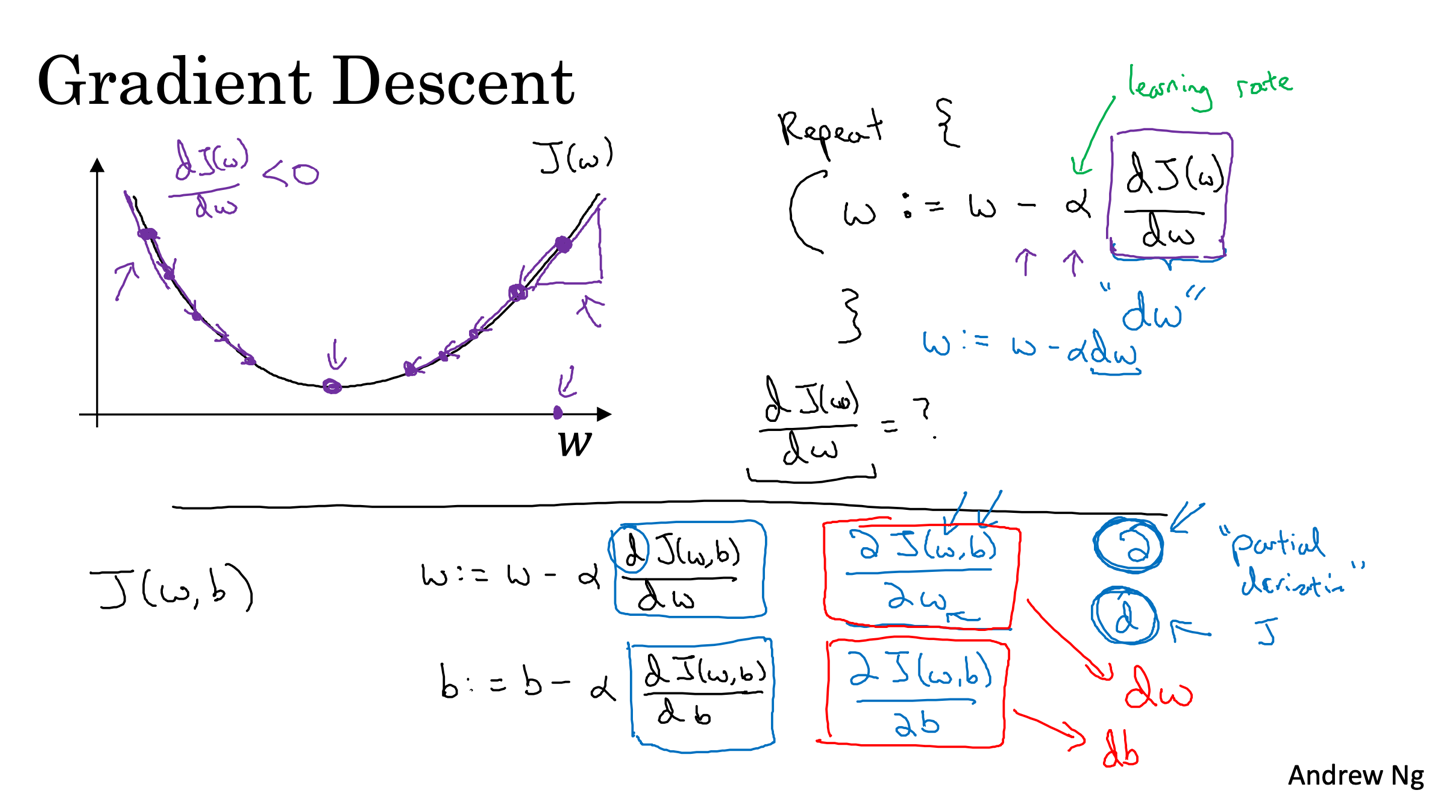 Gradient Descent
learning rate
Repeat {
w := w - α dJ(w)/dw
}
"dw"
w := w - αdw
dJ(w)/dw = ?
dJ(w)/dw < 0
J(w)
w
J(w,b)
w := w - α dJ(w,b)/dw
∂J(w,b)/∂w
∂
"partial
d
J
b := b - α dJ(w,b)/db
∂J(w,b)/∂b
dw
db
Andrew Ng